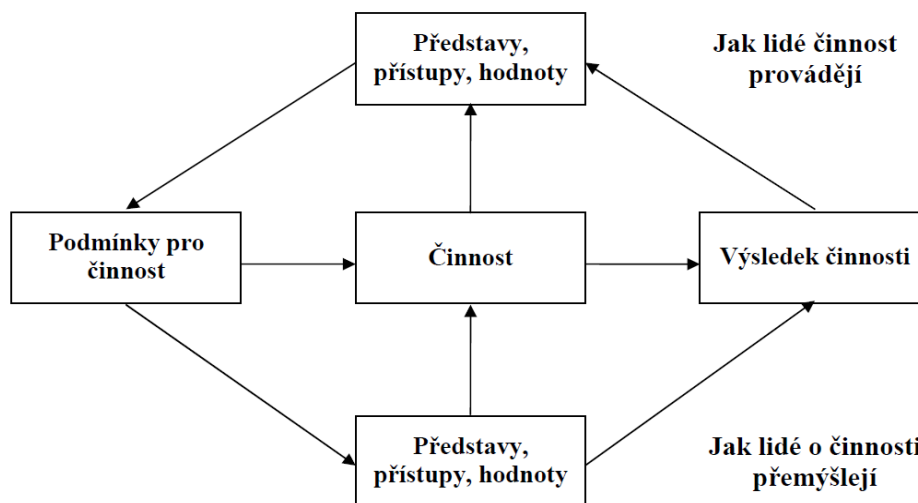 Představy,
přístupy, hodnoty
Jak lidé činnost
provádějí
Podmínky pro
činnost
Činnost
Výsledek činnosti
Představy,
přístupy, hodnoty
Jak lidé o činnosti
přemýšlejí